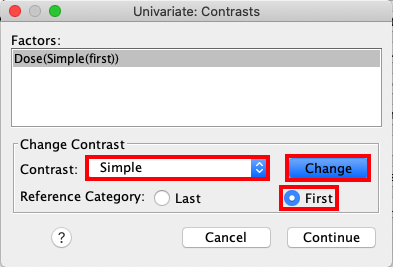 Univariate: Contrasts
Factors:
Dose(Simple(first))
Change Contrast
Contrast: Simple Change
Reference Category: Last First
? Cancel Continue